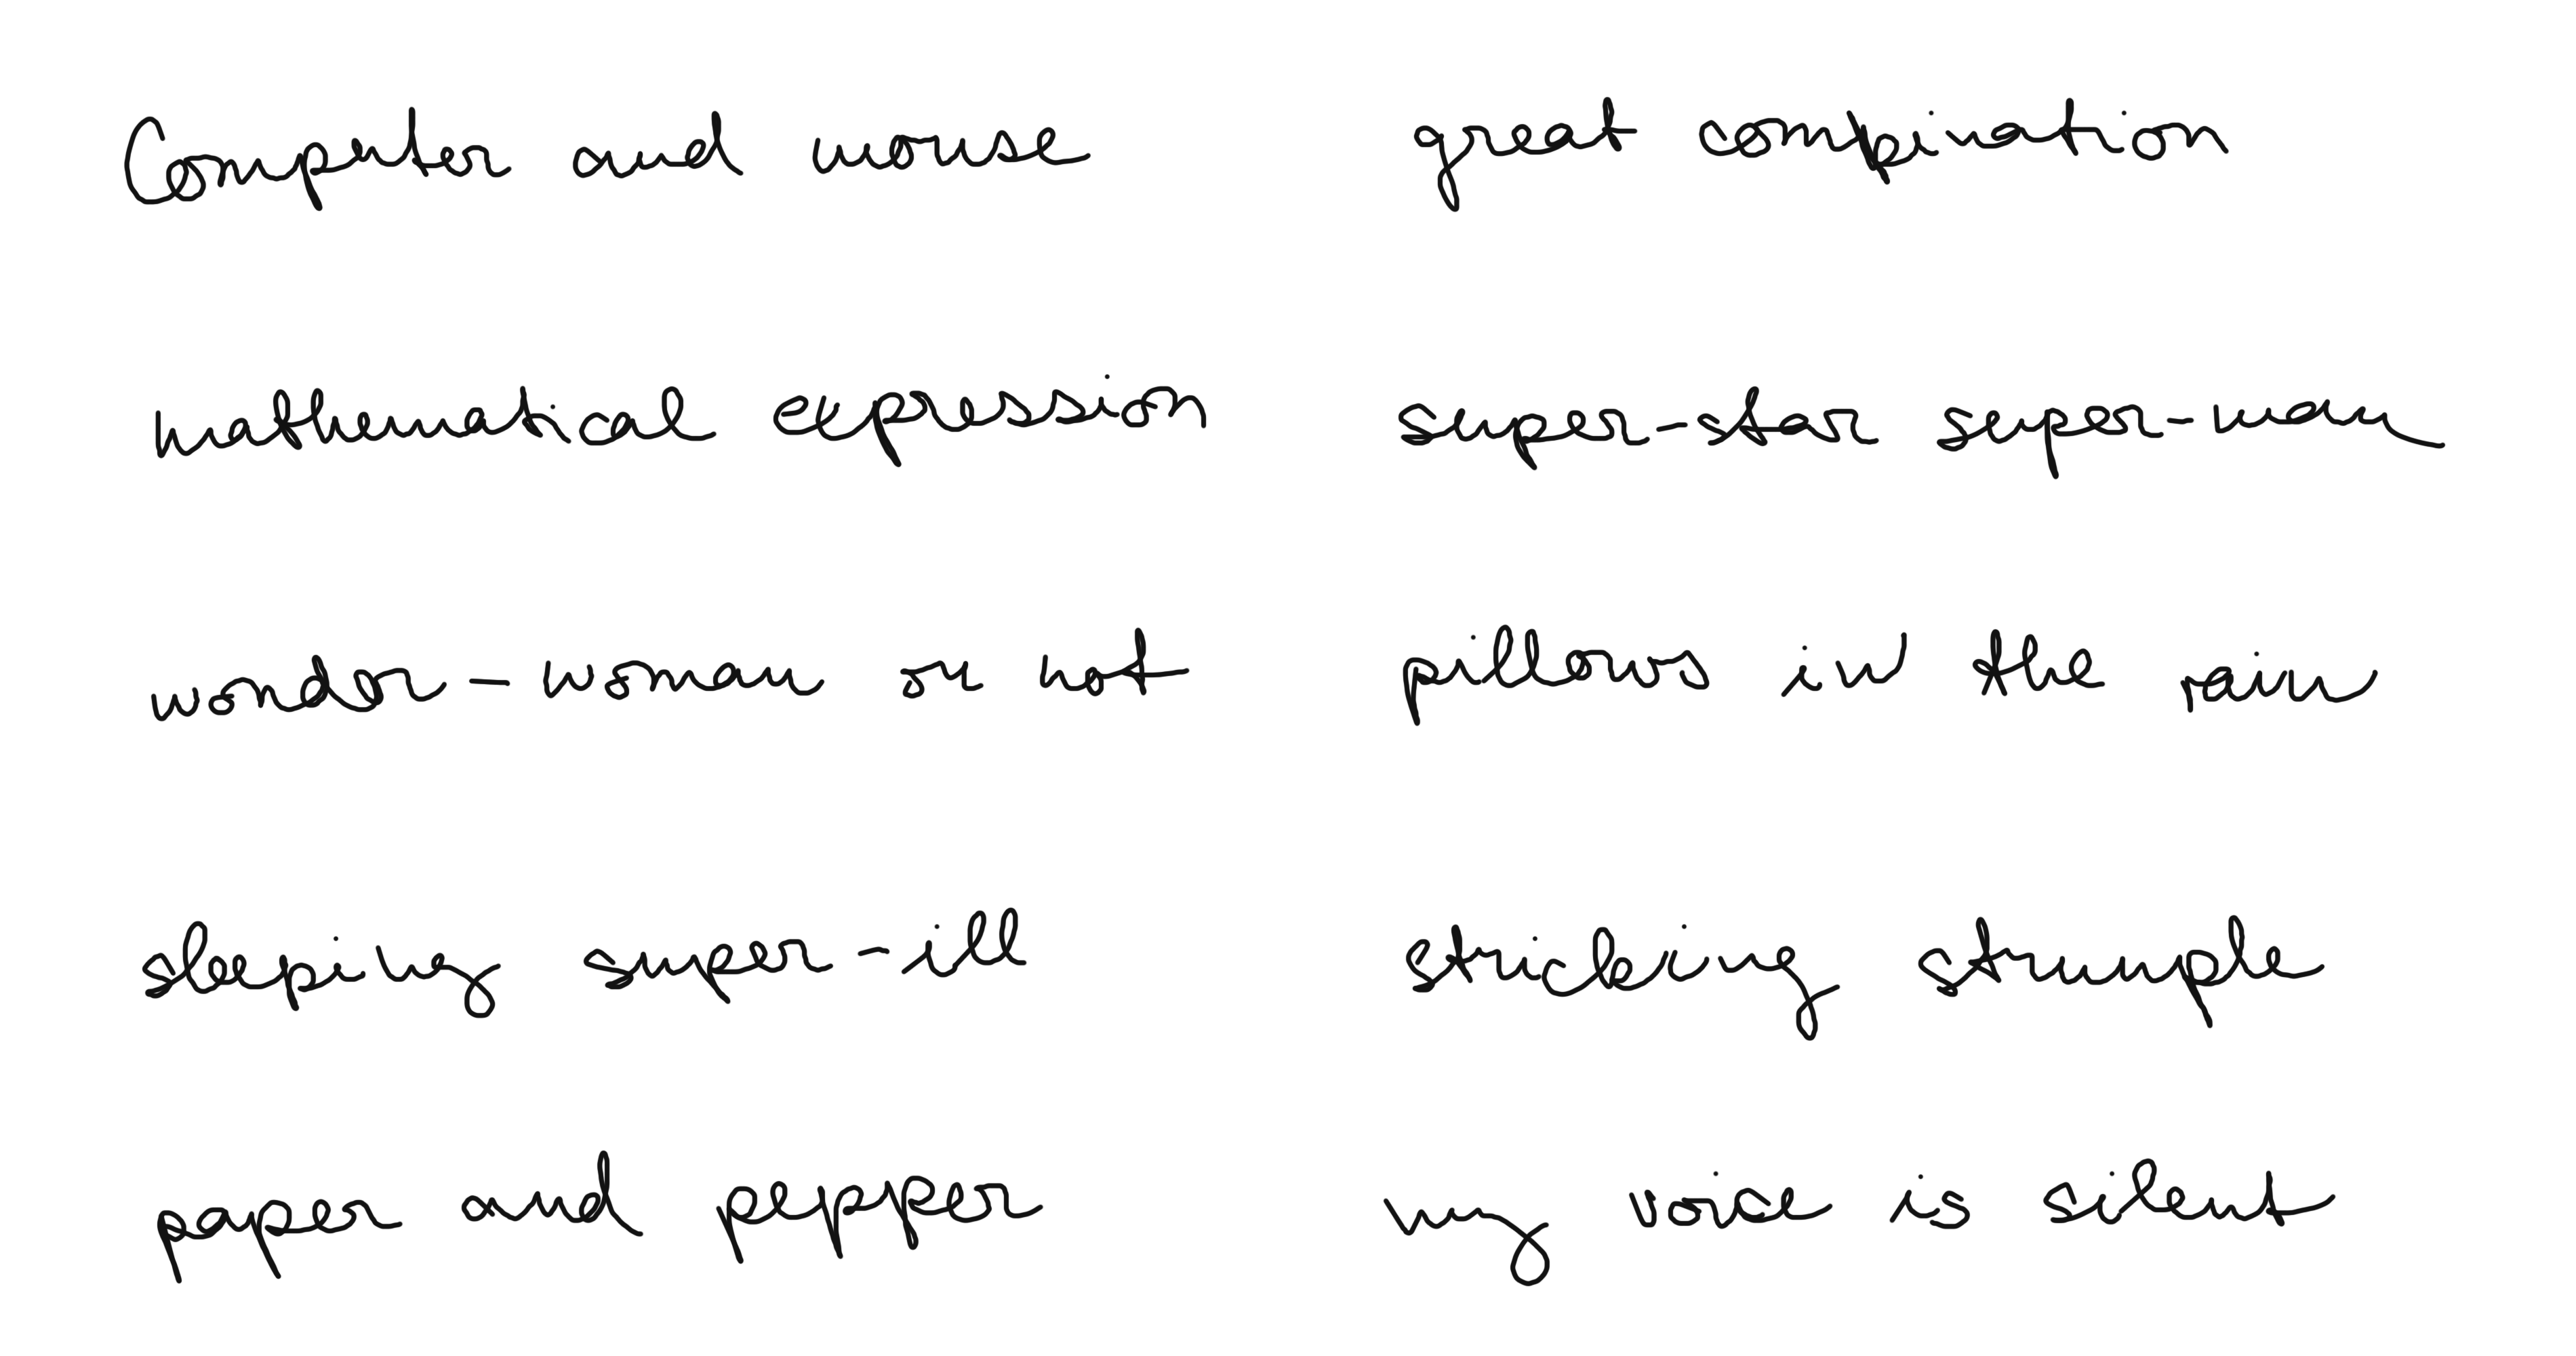 Computer and mouse
great compination
mathematical expression
super-star super-man
wonder-woman or not
pillows in the rain
sleeping super-ill
stricking strumple
paper and pepper
my voice is silent